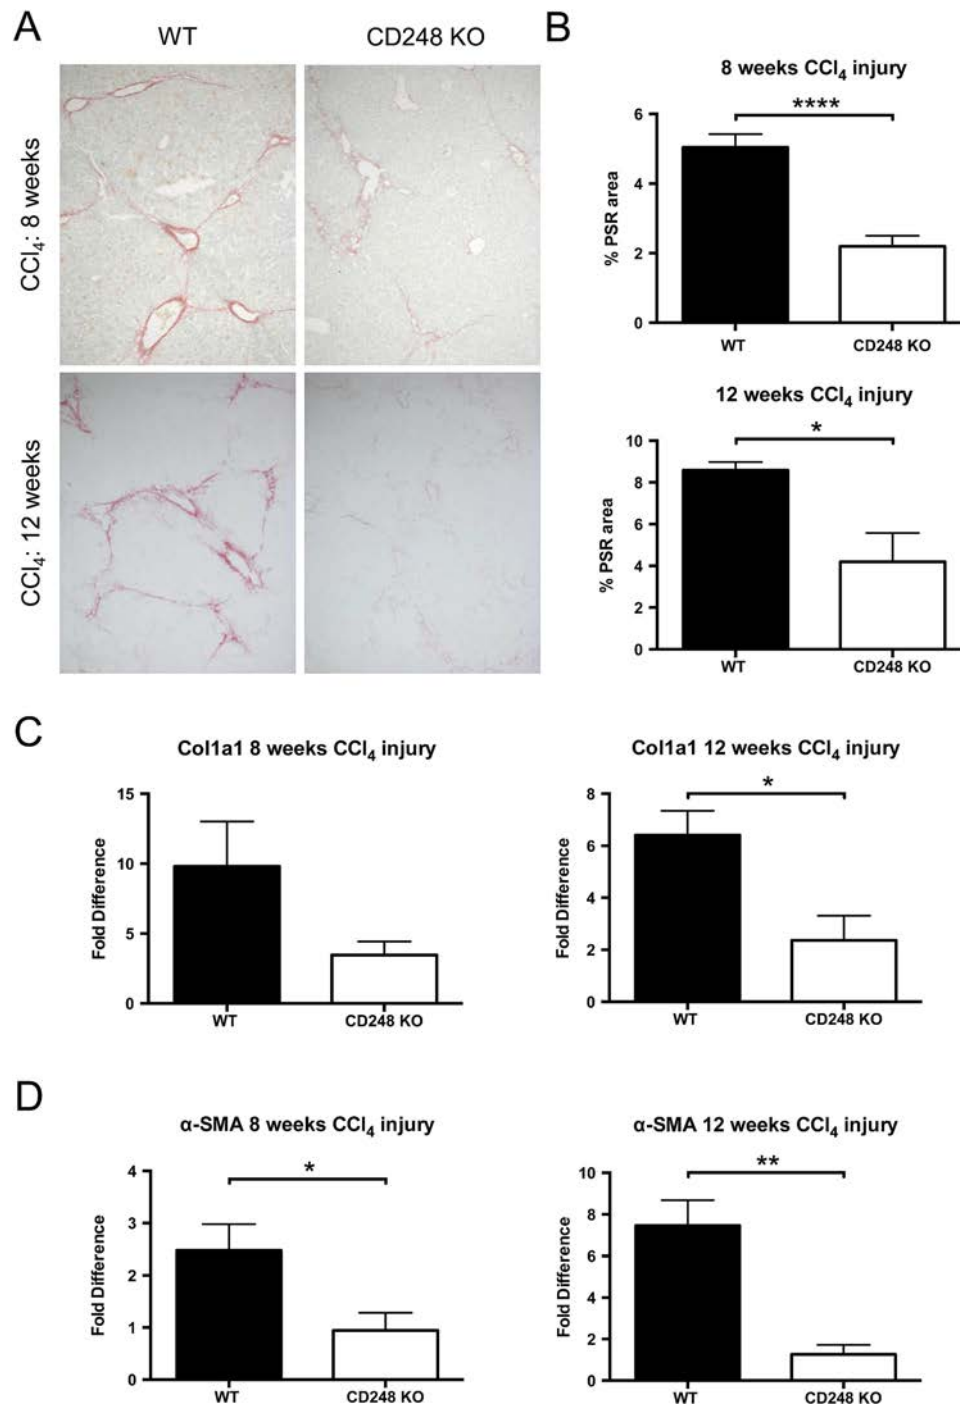 A
WT
CD248 KO
CCl₄: 8 weeks
CCl₄: 12 weeks
B
8 weeks CCl₄ injury
****
% PSR area
6
4
2
0
WT
CD248 KO
12 weeks CCl₄ injury
*
% PSR area
10
8
6
4
2
0
WT
CD248 KO
C
Col1a1 8 weeks CCl₄ injury
Fold Difference
15
10
5
0
WT
CD248 KO
Col1a1 12 weeks CCl₄ injury
*
Fold Difference
8
6
4
2
0
WT
CD248 KO
D
α-SMA 8 weeks CCl₄ injury
*
Fold Difference
4
3
2
1
0
WT
CD248 KO
α-SMA 12 weeks CCl₄ injury
**
Fold Difference
10
8
6
4
2
0
WT
CD248 KO